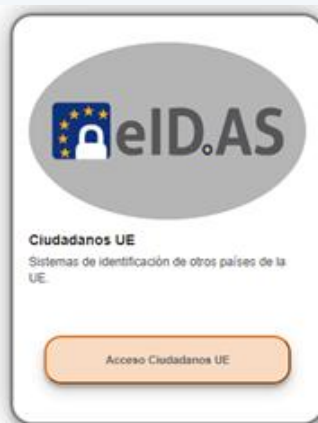 eID.AS
Ciudadanos UE
Sistemas de identificación de otros países de la
UE.
Acceso Ciudadanos UE